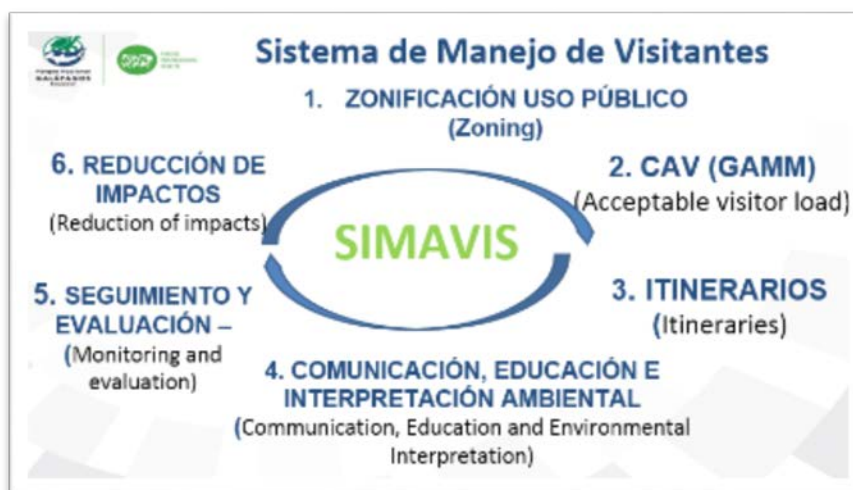 GALÁPAGOS
Sistema de Manejo de Visitantes
1. ZONIFICACIÓN USO PÚBLICO
(Zoning)
2. CAV (GAMM)
(Acceptable visitor load)
3. ITINERARIOS
(Itineraries)
4. COMUNICACIÓN, EDUCACIÓN E
INTERPRETACIÓN AMBIENTAL
(Communication, Education and Environmental
Interpretation)
5. SEGUIMIENTO Y
EVALUACIÓN –
(Monitoring and
evaluation)
6. REDUCCIÓN DE
IMPACTOS
(Reduction of impacts)
SIMAVIS